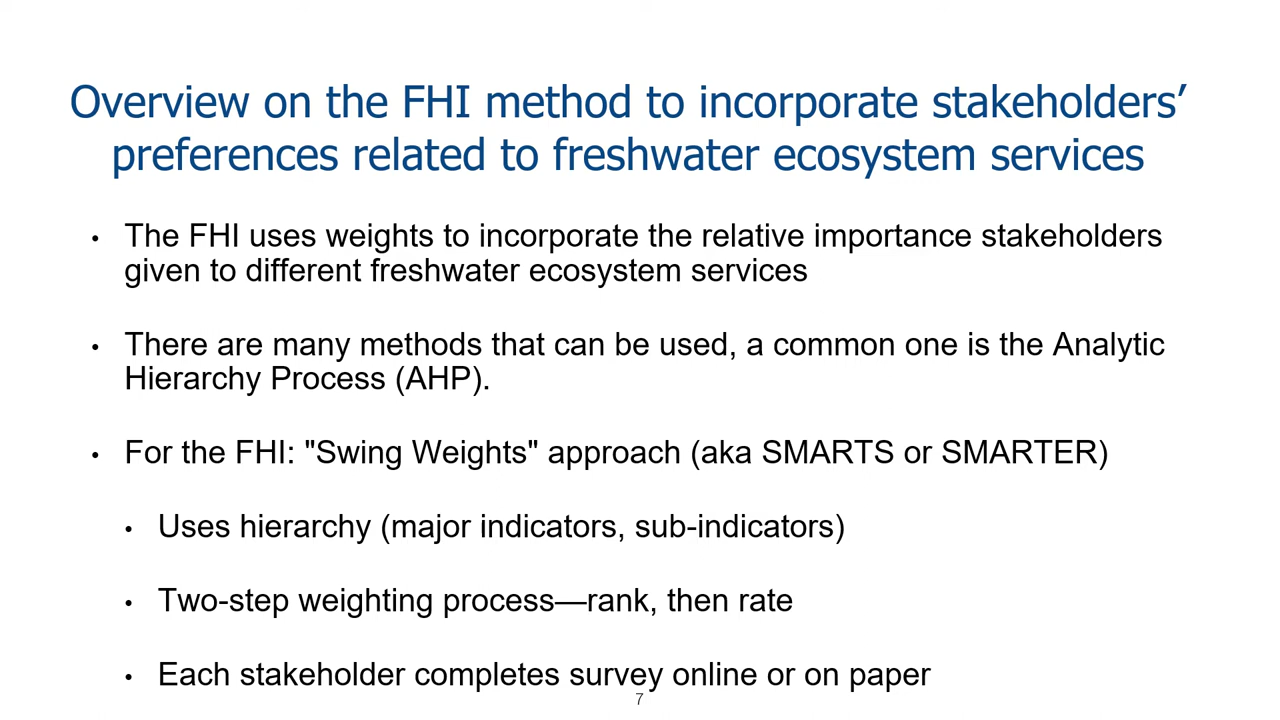 Overview on the FHI method to incorporate stakeholders’
preferences related to freshwater ecosystem services
• The FHI uses weights to incorporate the relative importance stakeholders
given to different freshwater ecosystem services
• There are many methods that can be used, a common one is the Analytic
Hierarchy Process (AHP).
• For the FHI: "Swing Weights" approach (aka SMARTS or SMARTER)
• Uses hierarchy (major indicators, sub-indicators)
• Two-step weighting process—rank, then rate
• Each stakeholder completes survey online or on paper
7